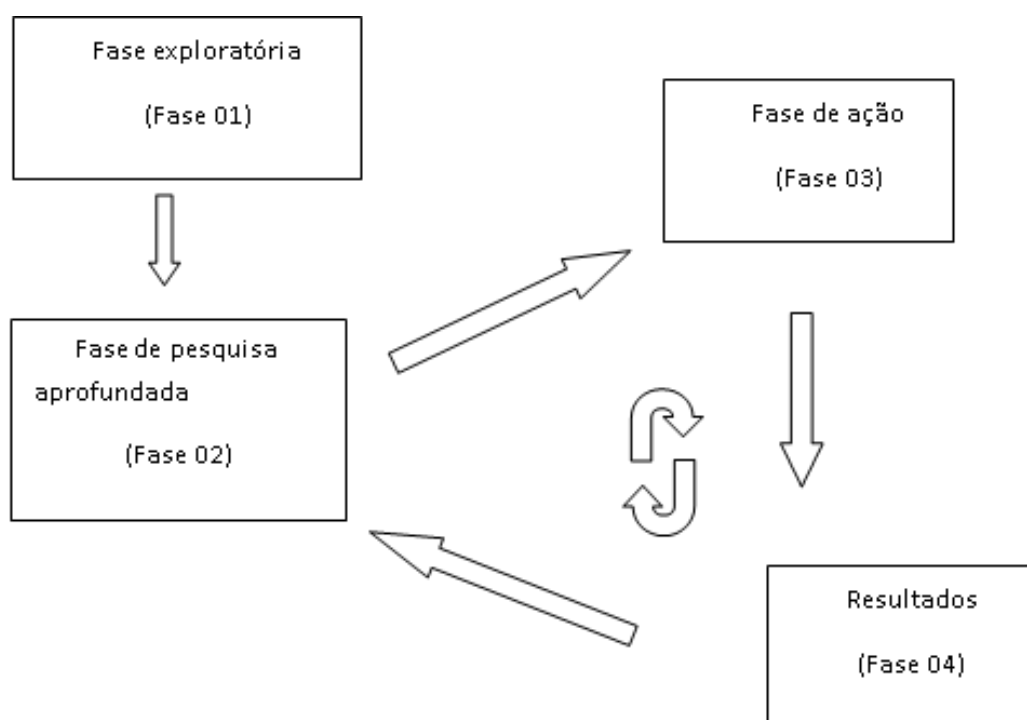 Fase exploratória
(Fase 01)
Fase de pesquisa
aprofundada
(Fase 02)
Fase de ação
(Fase 03)
Resultados
(Fase 04)